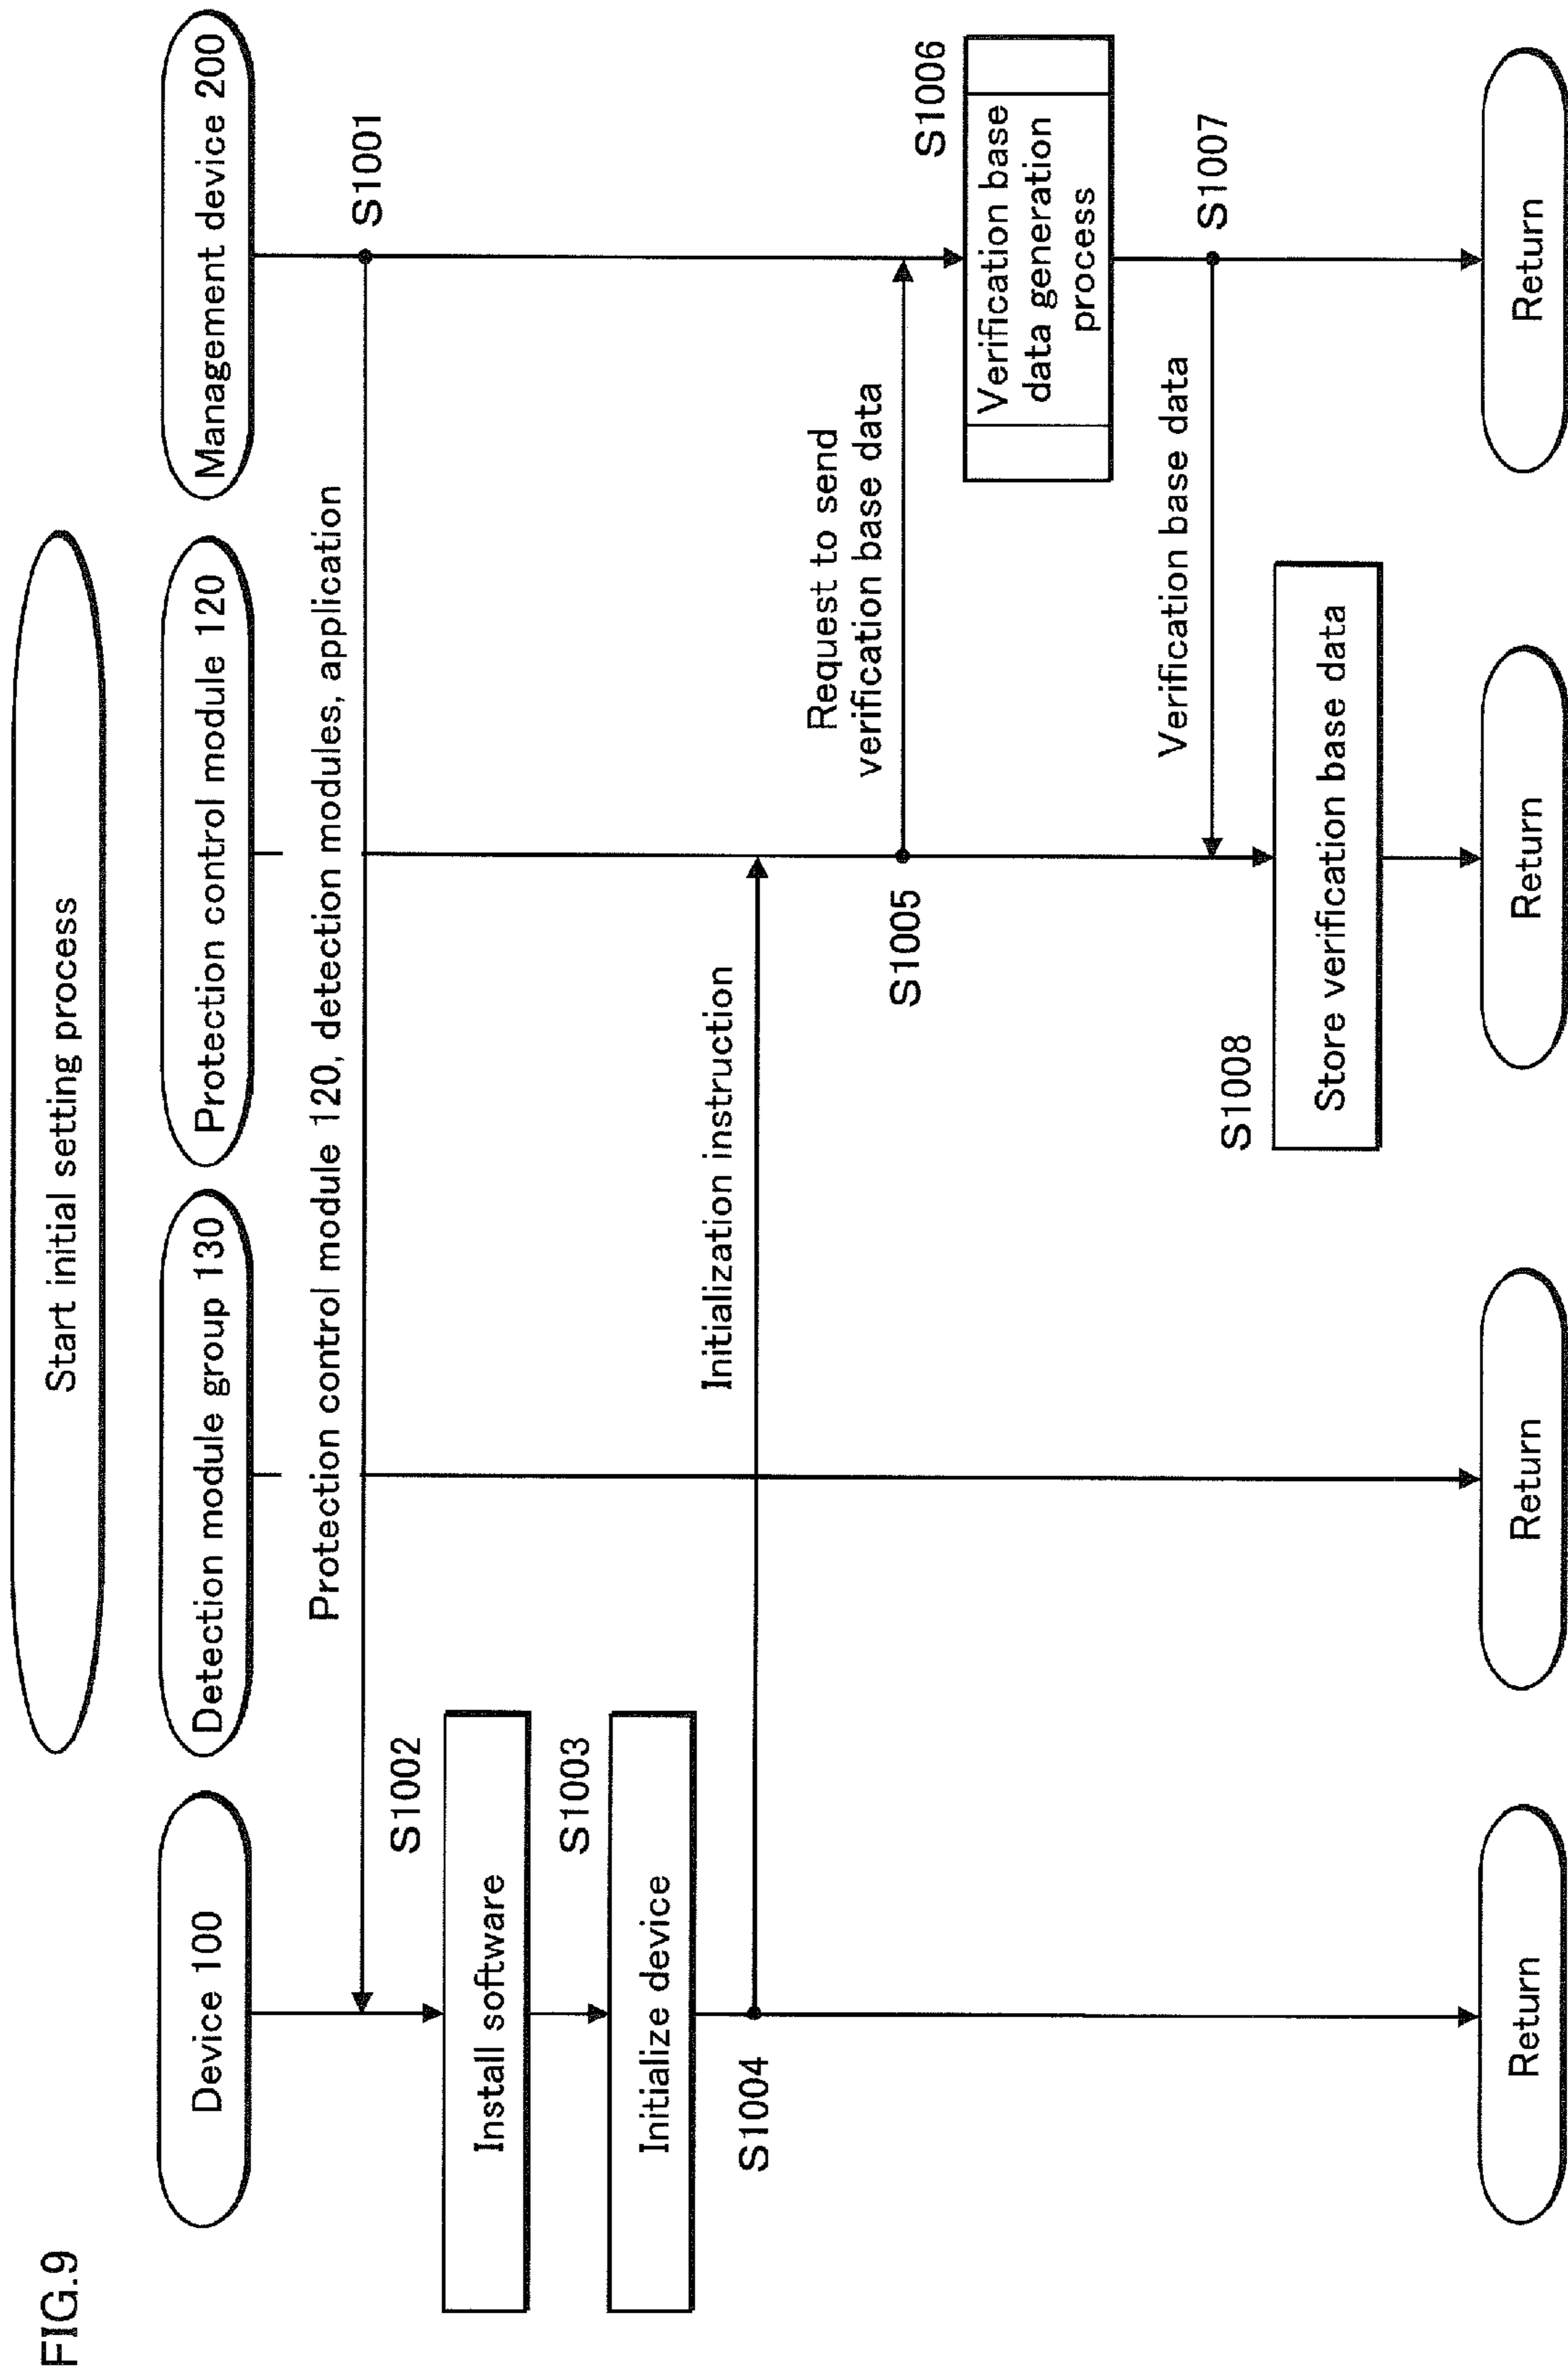 FIG.9
Start initial setting process
Device 100
Detection module group 130
Protection control module 120
Management device 200
Protection control module 120, detection modules, application
S1001
S1002
Install software
S1003
Initialize device
Initialization instruction
S1004
Request to send
verification base data
S1005
S1006
Verification base
data generation
process
Verification base data
S1007
S1008
Store verification base data
Return
Return
Return
Return